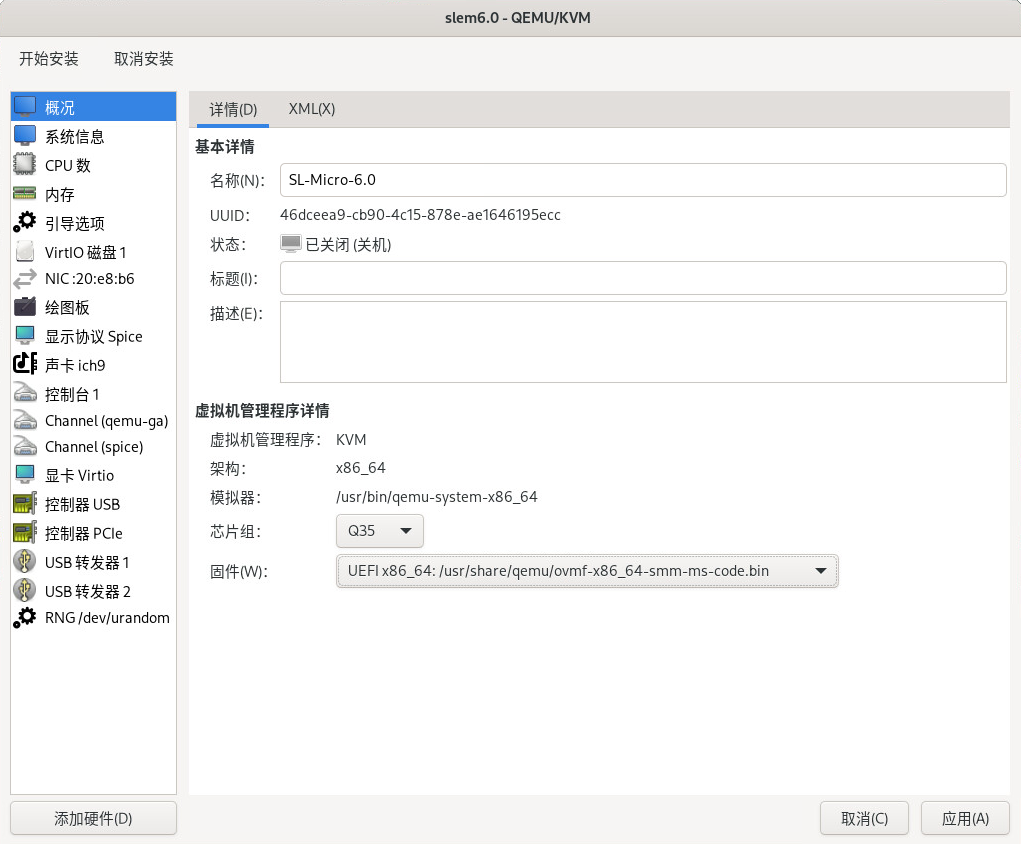 slem6.0 - QEMU/KVM
开始安装 取消安装
概况
系统信息
CPU 数
内存
引导选项
VirtIO 磁盘 1
NIC :20:e8:b6
绘图板
显示协议 Spice
声卡 ich9
控制台 1
Channel (qemu-ga)
Channel (spice)
显卡 Virtio
控制器 USB
控制器 PCIe
USB 转发器 1
USB 转发器 2
RNG /dev/urandom
添加硬件(D)
详情(D) XML(X)
基本详情
名称(N)： SL-Micro-6.0
UUID： 46dceea9-cb90-4c15-878e-ae1646195ecc
状态： 已关闭 (关机)
标题(I)：
描述(E)：
虚拟机管理程序详情
虚拟机管理程序： KVM
架构： x86_64
模拟器： /usr/bin/qemu-system-x86_64
芯片组： Q35
固件(W)： UEFI x86_64: /usr/share/qemu/ovmf-x86_64-smm-ms-code.bin
取消(C) 应用(A)